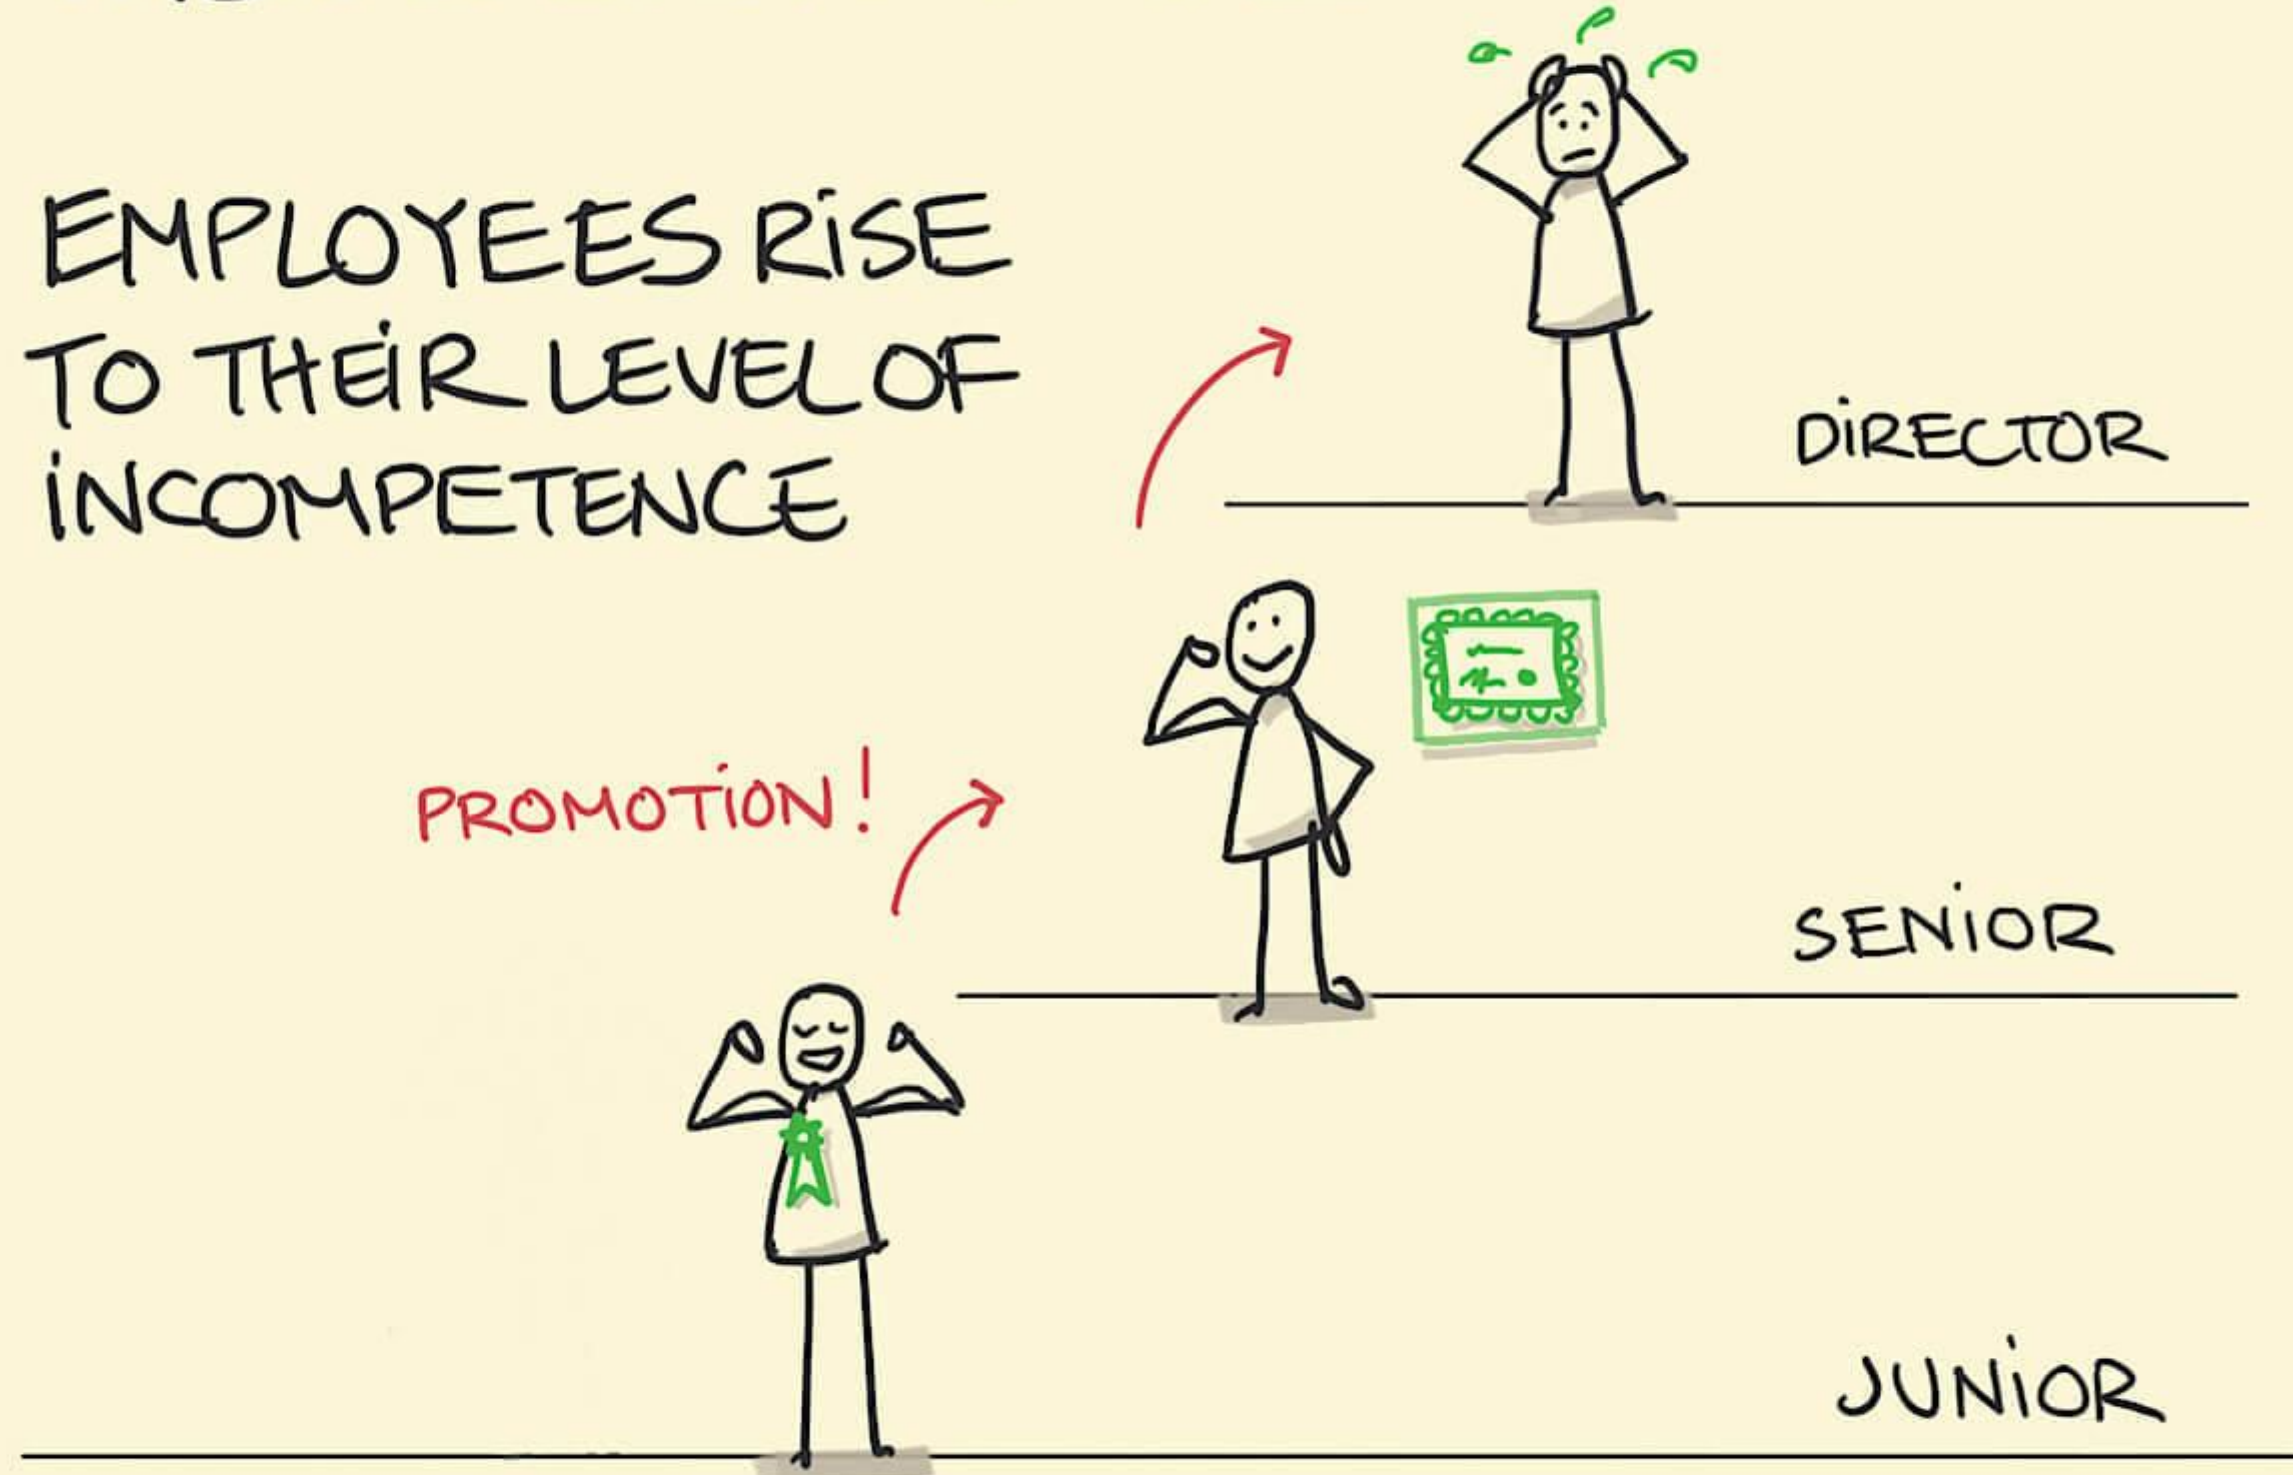 EMPLOYEES RISE
TO THEIR LEVEL OF
INCOMPETENCE
DIRECTOR
PROMOTION!
SENIOR
JUNIOR